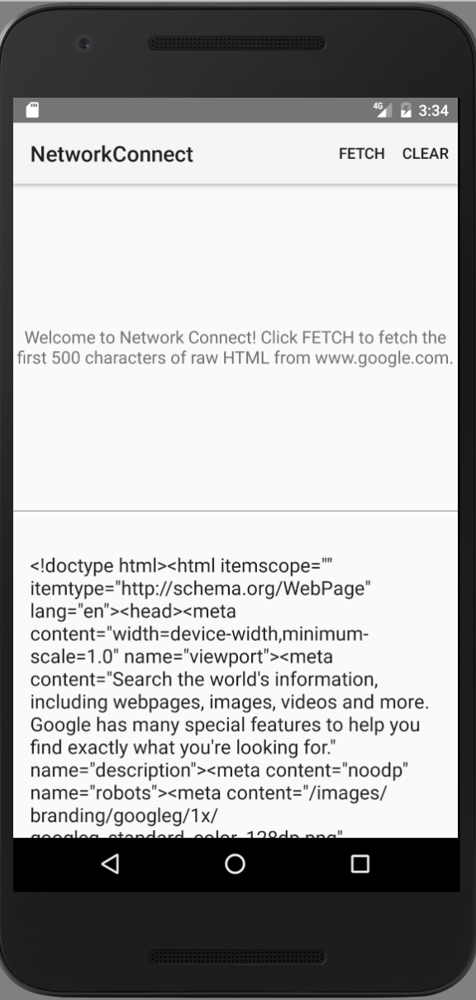 4G 3:34
NetworkConnect FETCH CLEAR
Welcome to Network Connect! Click FETCH to fetch the
first 500 characters of raw HTML from www.google.com.
<!doctype html><html itemscope=""
itemtype="http://schema.org/WebPage"
lang="en"><head><meta
content="width=device-width,minimum-
scale=1.0" name="viewport"><meta
content="Search the world's information,
including webpages, images, videos and more.
Google has many special features to help you
find exactly what you're looking for."
name="description"><meta content="noodp"
name="robots"><meta content="/images/
branding/googleg/1x/
googleg_standard_color_128dp.png"